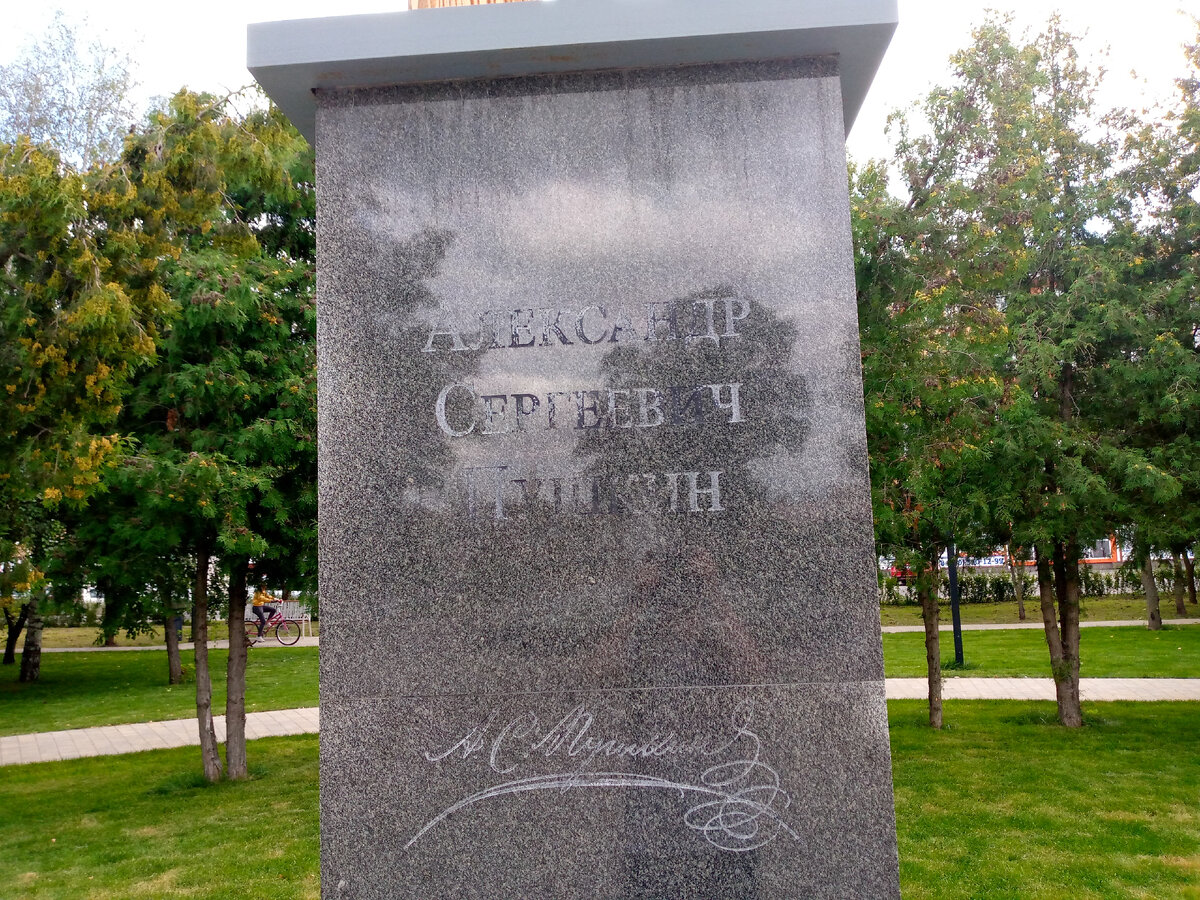 Александр
Сергеевич
Пушкин
А С Пушкинъ